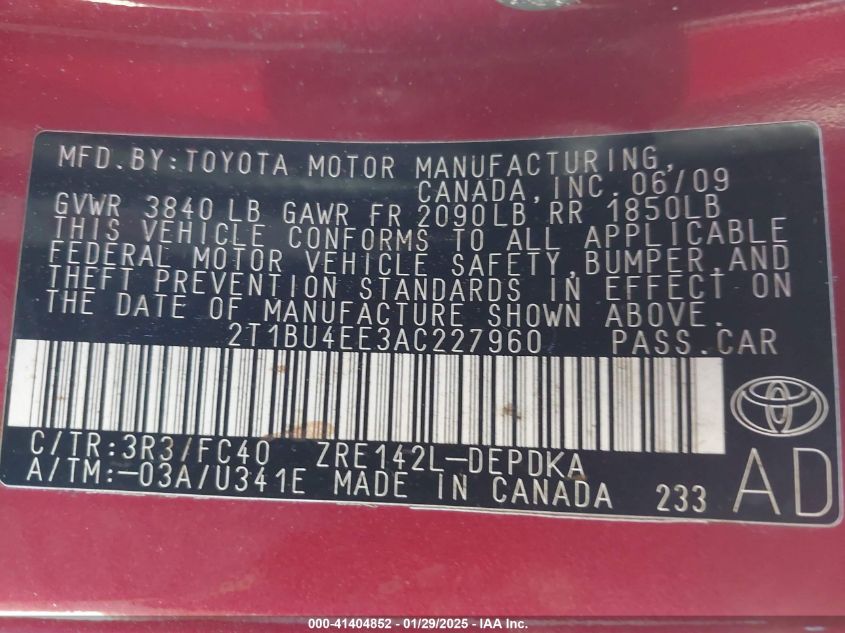 MFD.BY:TOYOTA MOTOR MANUFACTURING,
CANADA,INC.06/09
GVWR 3840LB GAWR FR 2090LB RR 1850LB
THIS VEHICLE CONFORMS TO ALL APPLICABLE
FEDERAL MOTOR VEHICLE SAFETY,BUMPER,AND
THEFT PREVENTION STANDARDS IN EFFECT ON
THE DATE OF MANUFACTURE SHOWN ABOVE.
2T1BU4EE3AC227960 PASS.CAR
C/TR:3R3/FC40 ZRE142L-DEPDKA
A/TM:-03A/U341E MADE IN CANADA 233 AD
000-41404852 - 01/29/2025 - IAA Inc.